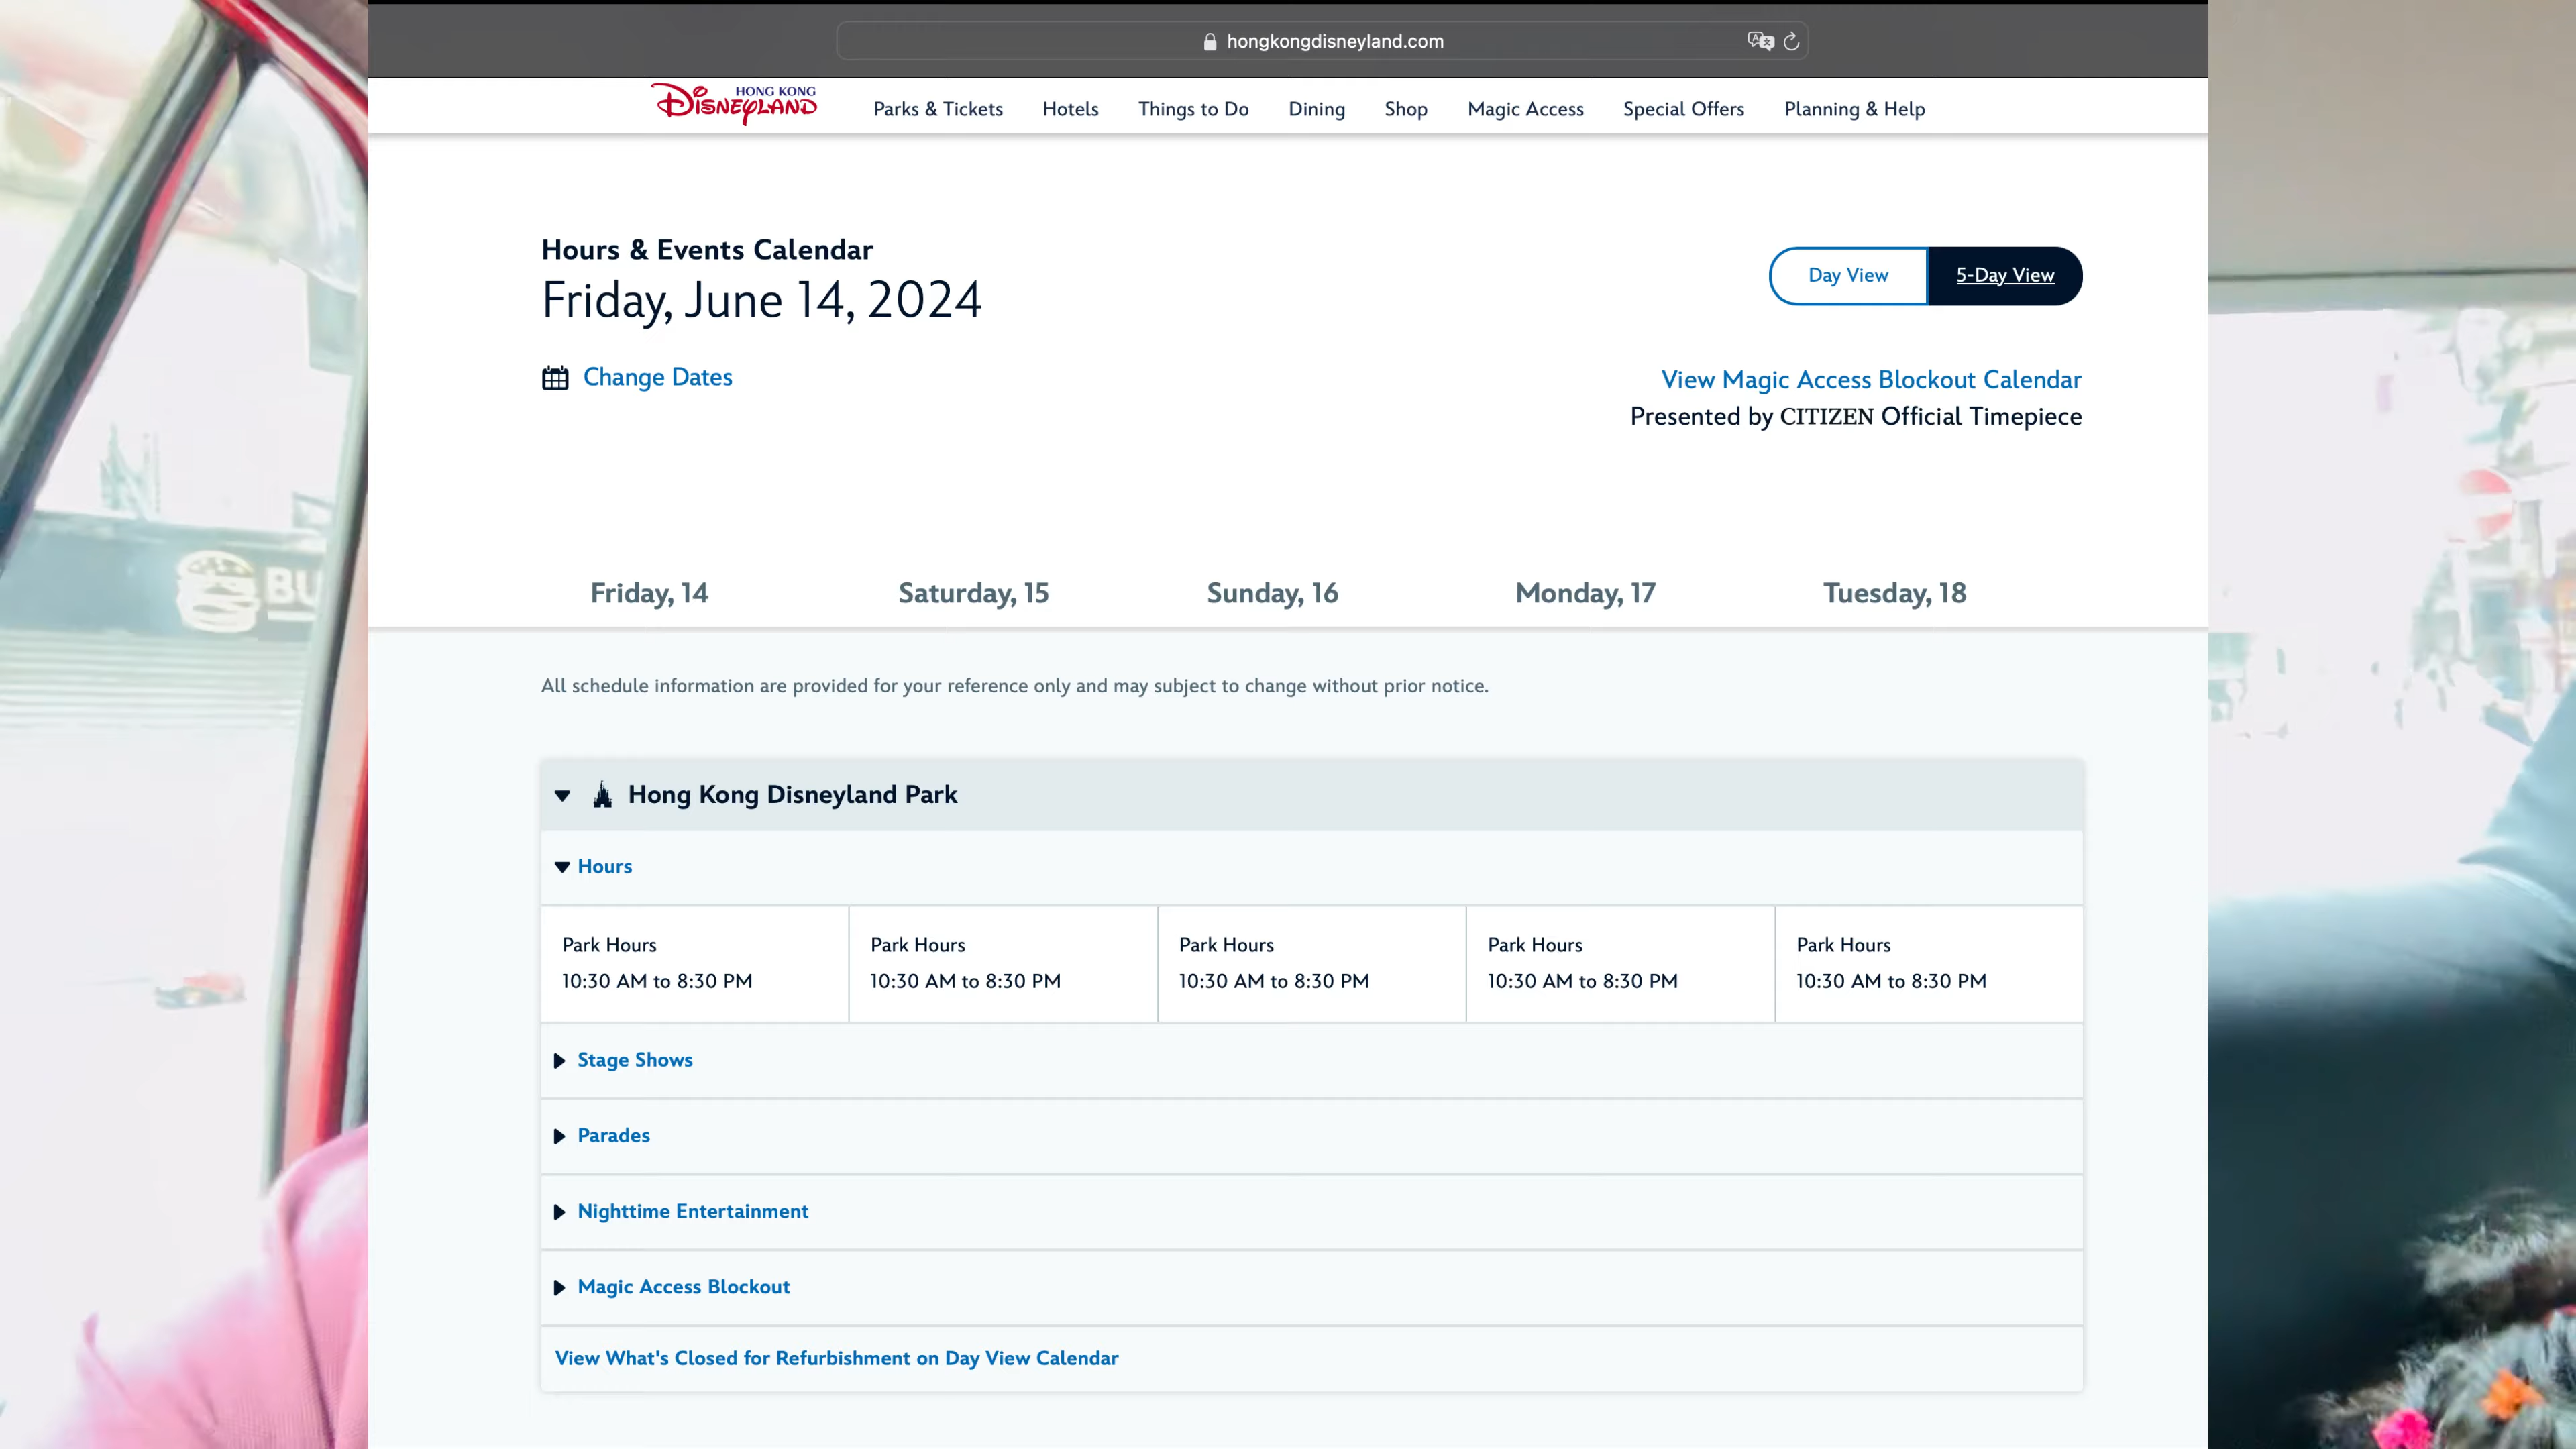 hongkongdisneyland.com
HONG KONG
DISNEYLAND
Parks & Tickets Hotels Things to Do Dining Shop Magic Access Special Offers Planning & Help
Hours & Events Calendar
Friday, June 14, 2024
Day View 5-Day View
Change Dates
View Magic Access Blockout Calendar
Presented by CITIZEN Official Timepiece
BU
Friday, 14 Saturday, 15 Sunday, 16 Monday, 17 Tuesday, 18
All schedule information are provided for your reference only and may subject to change without prior notice.
Hong Kong Disneyland Park
Hours
Park Hours Park Hours Park Hours Park Hours Park Hours
10:30 AM to 8:30 PM 10:30 AM to 8:30 PM 10:30 AM to 8:30 PM 10:30 AM to 8:30 PM 10:30 AM to 8:30 PM
Stage Shows
Parades
Nighttime Entertainment
Magic Access Blockout
View What's Closed for Refurbishment on Day View Calendar